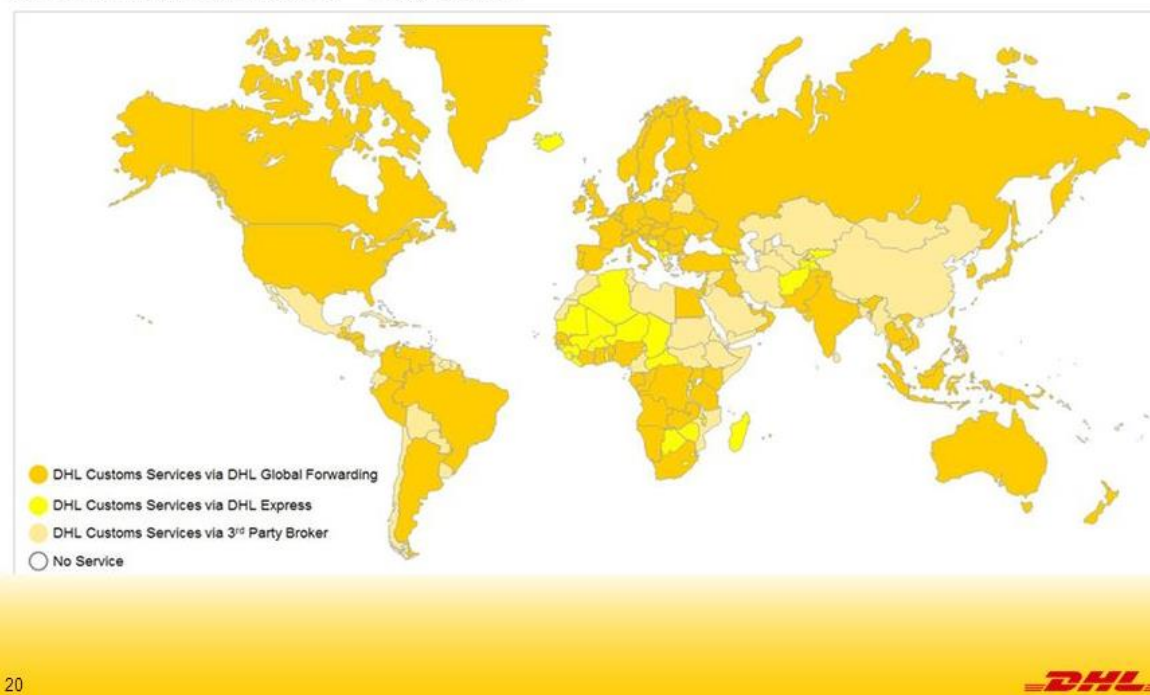 DHL Customs Services via DHL Global Forwarding
DHL Customs Services via DHL Express
DHL Customs Services via 3rd Party Broker
No Service
20
DHL